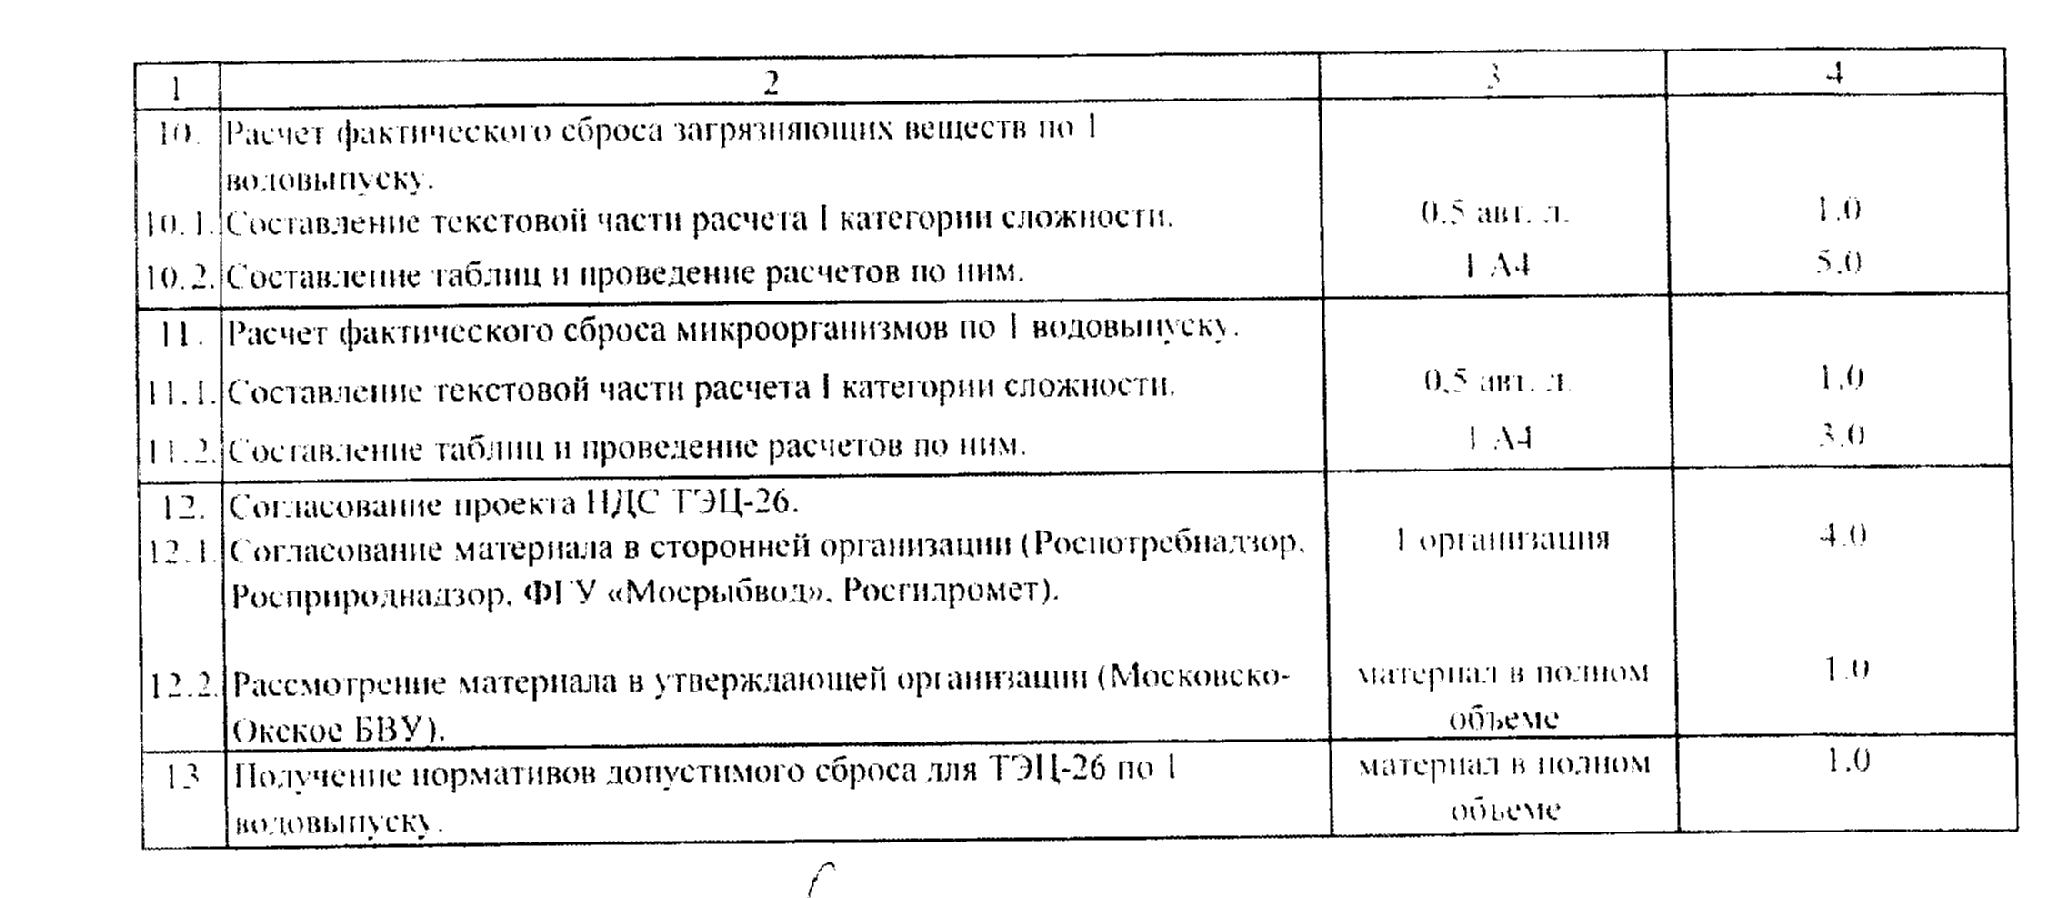 1 2 3 4
10. Расчет фактического сброса загрязняющих веществ по 1
водовыпуску.
10.1. Составление текстовой части расчета I категории сложности. 0.5 авт. л. 1.0
10.2. Составление таблиц и проведение расчетов по ним. 1 А4 5.0
11. Расчет фактического сброса микроорганизмов по 1 водовыпуску.
11.1. Составление текстовой части расчета I категории сложности. 0,5 авт. л. 1.0
11.2. Составление таблиц и проведение расчетов по ним. 1 А4 3.0
12. Согласование проекта НДС ТЭЦ-26.
12.1. Согласование материала в сторонней организации (Роспотребнадзор, 1 организация 4.0
Росприроднадзор, ФГУ «Мосрыбвод», Росгидромет).
12.2. Рассмотрение материала в утверждающей организации (Московско- материал в полном 1.0
Окское БВУ). объеме
13 Получение нормативов допустимого сброса для ТЭЦ-26 по 1 материал в полном 1.0
водовыпуску. объеме